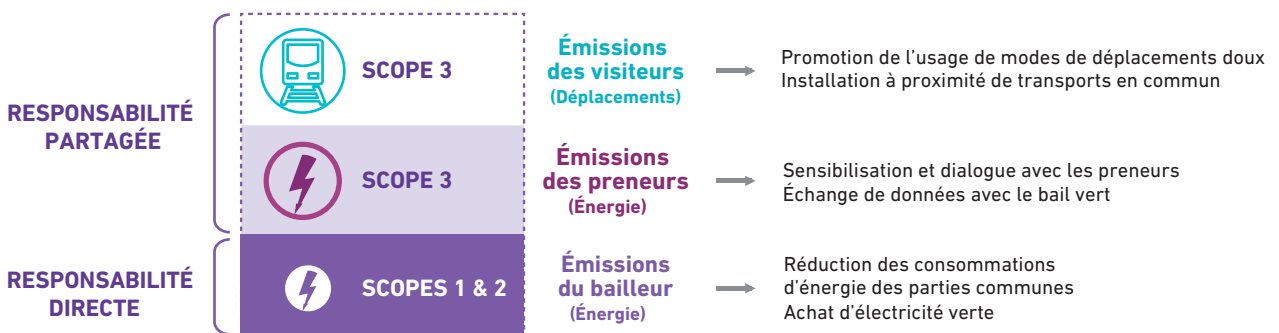 RESPONSABILITÉ
PARTAGÉE
SCOPE 3
Émissions
des visiteurs
(Déplacements)
Promotion de l’usage de modes de déplacements doux
Installation à proximité de transports en commun
SCOPE 3
Émissions
des preneurs
(Énergie)
Sensibilisation et dialogue avec les preneurs
Échange de données avec le bail vert
RESPONSABILITÉ
DIRECTE
SCOPES 1 & 2
Émissions
du bailleur
(Énergie)
Réduction des consommations
d’énergie des parties communes
Achat d’électricité verte